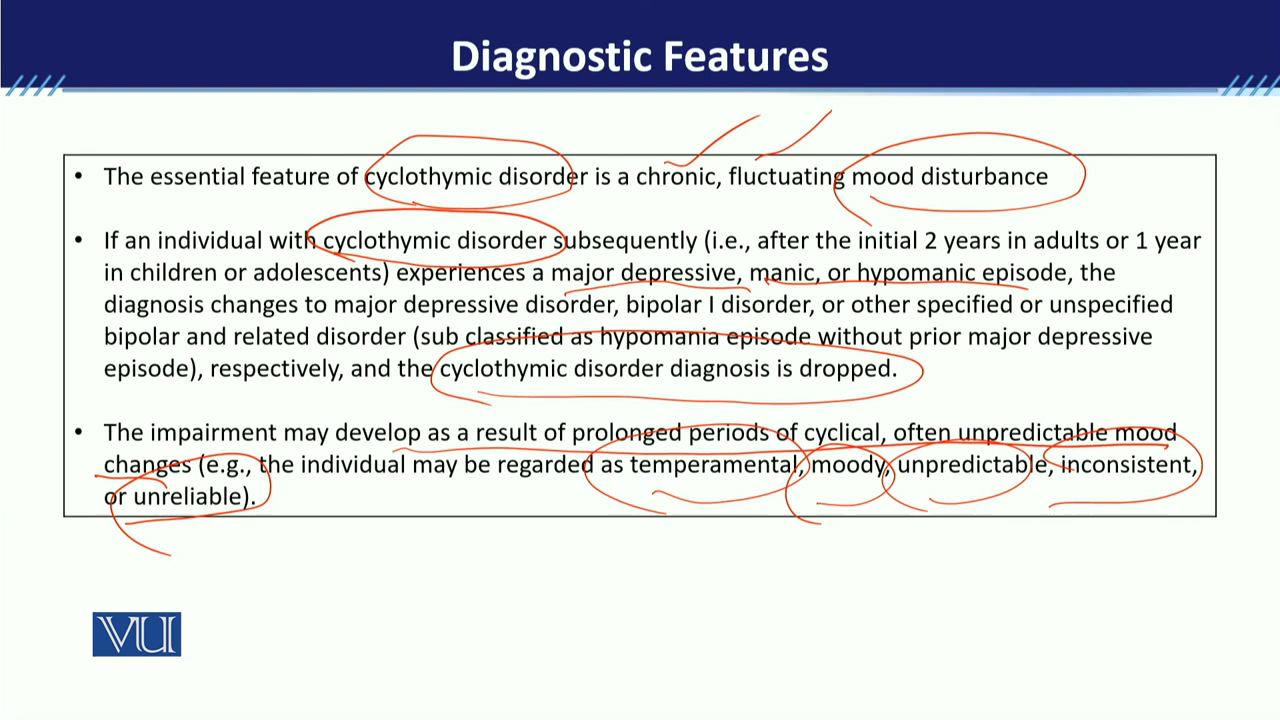 Diagnostic Features
• The essential feature of cyclothymic disorder is a chronic, fluctuating mood disturbance
• If an individual with cyclothymic disorder subsequently (i.e., after the initial 2 years in adults or 1 year
in children or adolescents) experiences a major depressive, manic, or hypomanic episode, the
diagnosis changes to major depressive disorder, bipolar I disorder, or other specified or unspecified
bipolar and related disorder (sub classified as hypomania episode without prior major depressive
episode), respectively, and the cyclothymic disorder diagnosis is dropped.
• The impairment may develop as a result of prolonged periods of cyclical, often unpredictable mood
changes (e.g., the individual may be regarded as temperamental, moody, unpredictable, inconsistent,
or unreliable).
VU